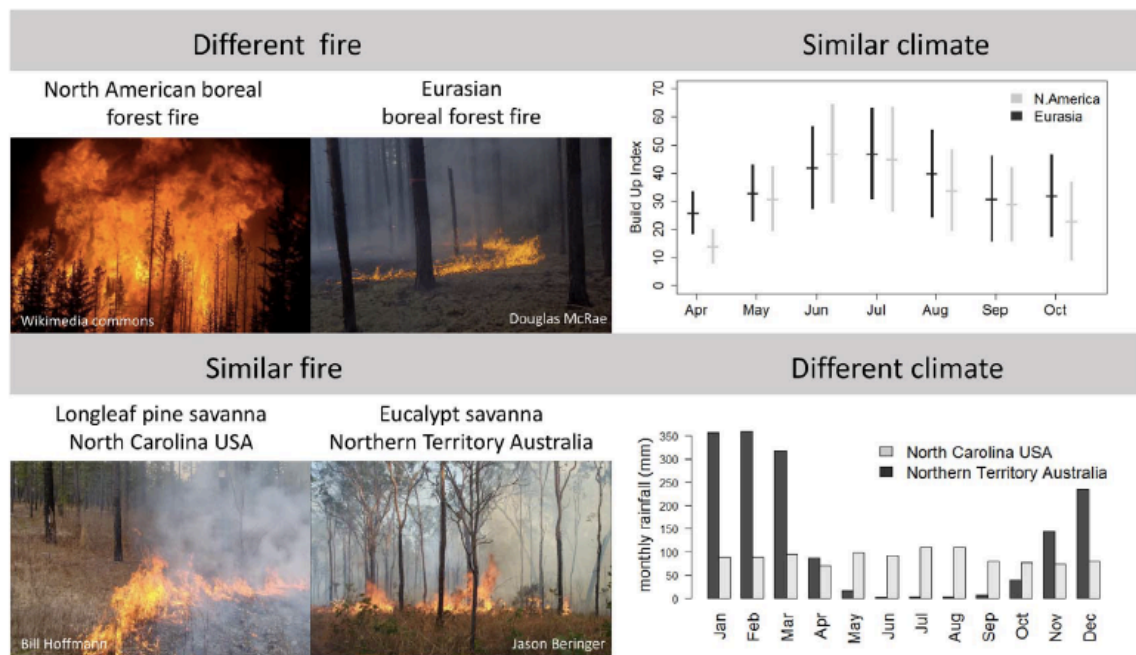 Different fire
Similar climate
North American boreal
forest fire
Eurasian
boreal forest fire
Wikimedia commons
Douglas McRae
Build Up Index
70
60
50
40
30
20
10
0
N.America
Eurasia
Apr
May
Jun
Jul
Aug
Sep
Oct
Similar fire
Different climate
Longleaf pine savanna
North Carolina USA
Eucalypt savanna
Northern Territory Australia
Bill Hoffmann
Jason Beringer
monthly rainfall (mm)
350
300
250
200
150
100
50
0
North Carolina USA
Northern Territory Australia
Jan
Feb
Mar
Apr
May
Jun
Jul
Aug
Sep
Oct
Nov
Dec